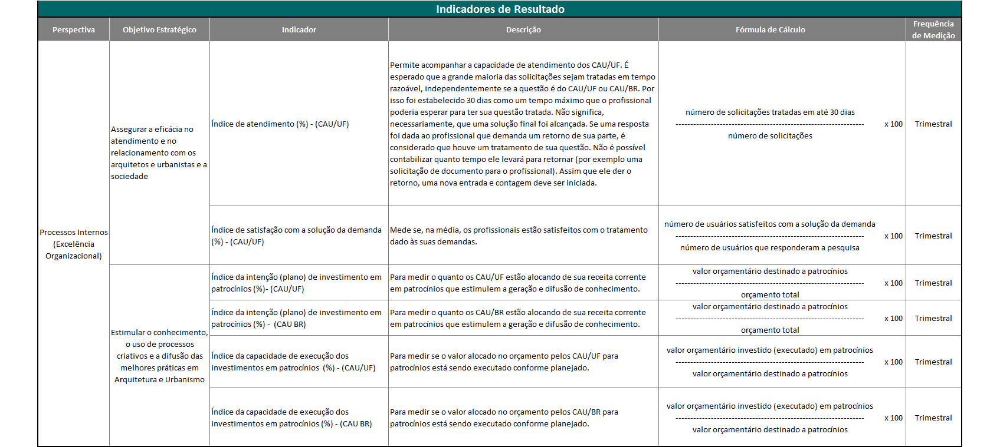 Indicadores de Resultado
Perspectiva
Objetivo Estratégico
Indicador
Descrição
Fórmula de Cálculo
Frequência
de Medição
Processos Internos
(Excelência
Organizacional)
Assegurar a eficácia no
atendimento e no
relacionamento com os
arquitetos e urbanistas e a
sociedade
Índice de atendimento (%) - (CAU/UF)
Permite acompanhar a capacidade de atendimento dos CAU/UF. É
esperado que a grande maioria das solicitações sejam tratadas em tempo
razoável, independentemente se a questão é do CAU/UF ou CAU/BR. Por
isso foi estabelecido 30 dias como um tempo máximo que o profissional
poderia esperar para ter sua questão tratada. Não significa,
necessariamente, que uma solução final foi alcançada. Se uma resposta
foi dada ao profissional que demanda um retorno de sua parte, é
considerado que houve um tratamento de sua questão. Não é possível
contabilizar quanto tempo ele levará para retornar (por exemplo uma
solicitação de documento para o profissional). Assim que ele der o
retorno, uma nova entrada e contagem deve ser iniciada.
número de solicitações tratadas em até 30 dias
---------------------------------------------------------------- x 100
número de solicitações
Trimestral
Índice de satisfação com a solução da demanda
(%) - (CAU/UF)
Mede se, na média, os profissionais estão satisfeitos com o tratamento
dado às suas demandas.
número de usuários satisfeitos com a solução da demanda
---------------------------------------------------------------- x 100
número de usuários que responderam a pesquisa
Trimestral
Estimular o conhecimento,
o uso de processos
criativos e a difusão das
melhores práticas em
Arquitetura e Urbanismo
Índice da intenção (plano) de investimento em
patrocínios (%)- (CAU/UF)
Para medir o quanto os CAU/UF estão alocando de sua receita corrente
em patrocínios que estimulem a geração e difusão de conhecimento.
valor orçamentário destinado a patrocínios
---------------------------------------------------------------- x 100
orçamento total
Trimestral
Índice da intenção (plano) de investimento em
patrocínios (%) - (CAU BR)
Para medir o quanto os CAU/BR estão alocando de sua receita corrente
em patrocínios que estimulem a geração e difusão de conhecimento.
valor orçamentário destinado a patrocínios
---------------------------------------------------------------- x 100
orçamento total
Trimestral
Índice da capacidade de execução dos
investimentos em patrocínios (%) - (CAU/UF)
Para medir se o valor alocado no orçamento pelos CAU/UF para
patrocínios está sendo executado conforme planejado.
valor orçamentário investido (executado) em patrocínios
---------------------------------------------------------------- x 100
valor orçamentário destinado a patrocínios
Trimestral
Índice da capacidade de execução dos
investimentos em patrocínios (%) - (CAU BR)
Para medir se o valor alocado no orçamento pelos CAU/BR para
patrocínios está sendo executado conforme planejado.
valor orçamentário investido (executado) em patrocínios
---------------------------------------------------------------- x 100
valor orçamentário destinado a patrocínios
Trimestral